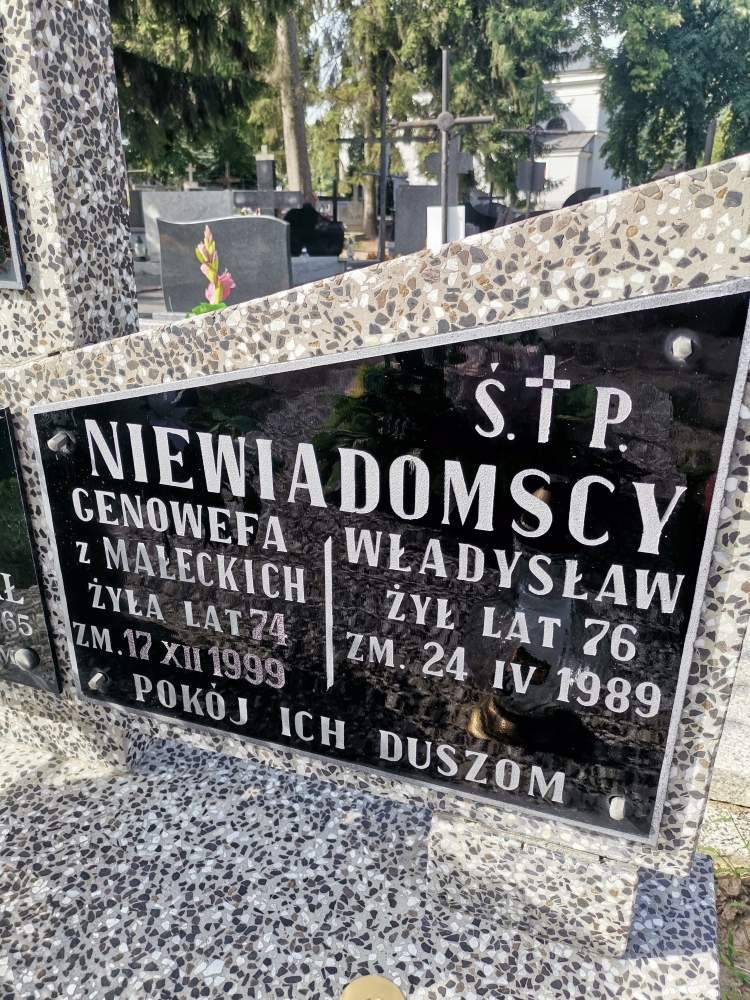 Ś. P.
NIEWIADOMSCY
GENOWEFA
z MAŁECKICH
ŻYŁA LAT 74
ZM. 17 XII 1999
WŁADYSŁAW
ŻYŁ LAT 76
ZM. 24 IV 1989
POKÓJ ICH DUSZOM